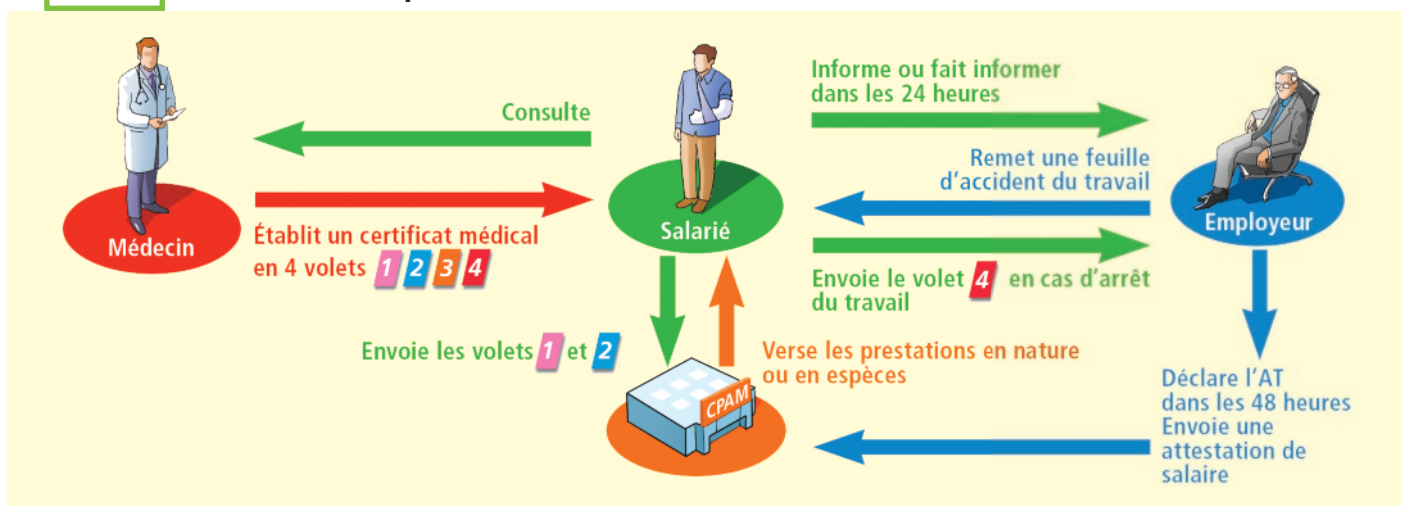 Informe ou fait informer
dans les 24 heures
Consulte
Remet une feuille
d'accident du travail
Médecin
Établit un certificat médical
en 4 volets 1 2 3 4
Salarié
Employeur
Envoie le volet 4 en cas d'arrêt
du travail
Envoie les volets 1 et 2
Verse les prestations en nature
ou en espèces
CPAM
Déclare l'AT
dans les 48 heures
Envoie une
attestation de
salaire